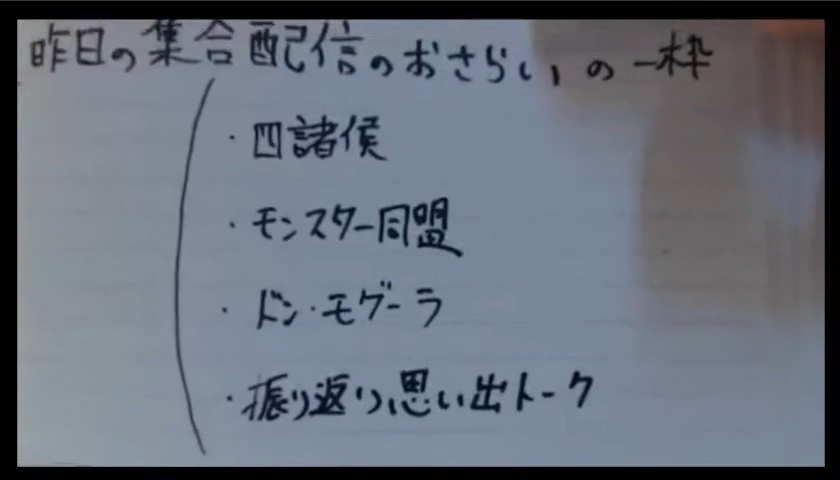 昨日の集合配信のおさらいの一枠
・四諸侯
・モンスター同盟
・ドン・モゲーラ
・振り返り、思い出トーク